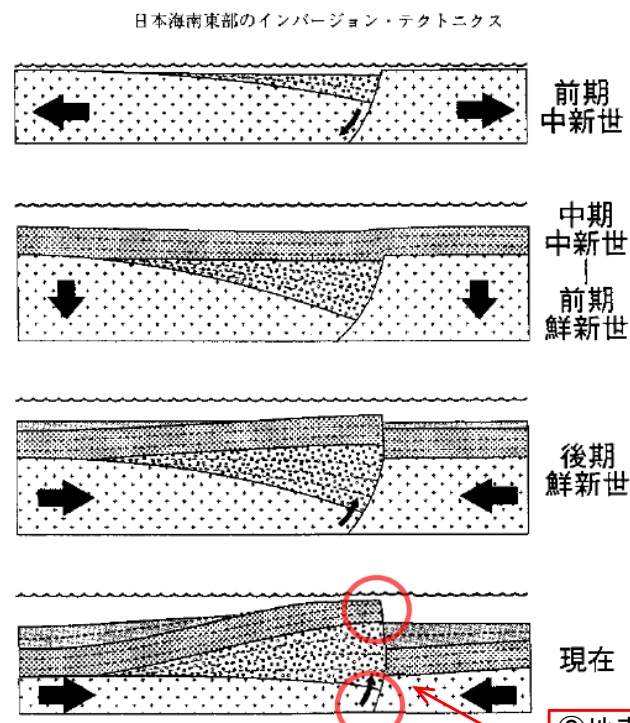 日本海南東部のインバージョン・テクトニクス
前期
中新世
中期
中新世
|
前期
鮮新世
後期
鮮新世
現在